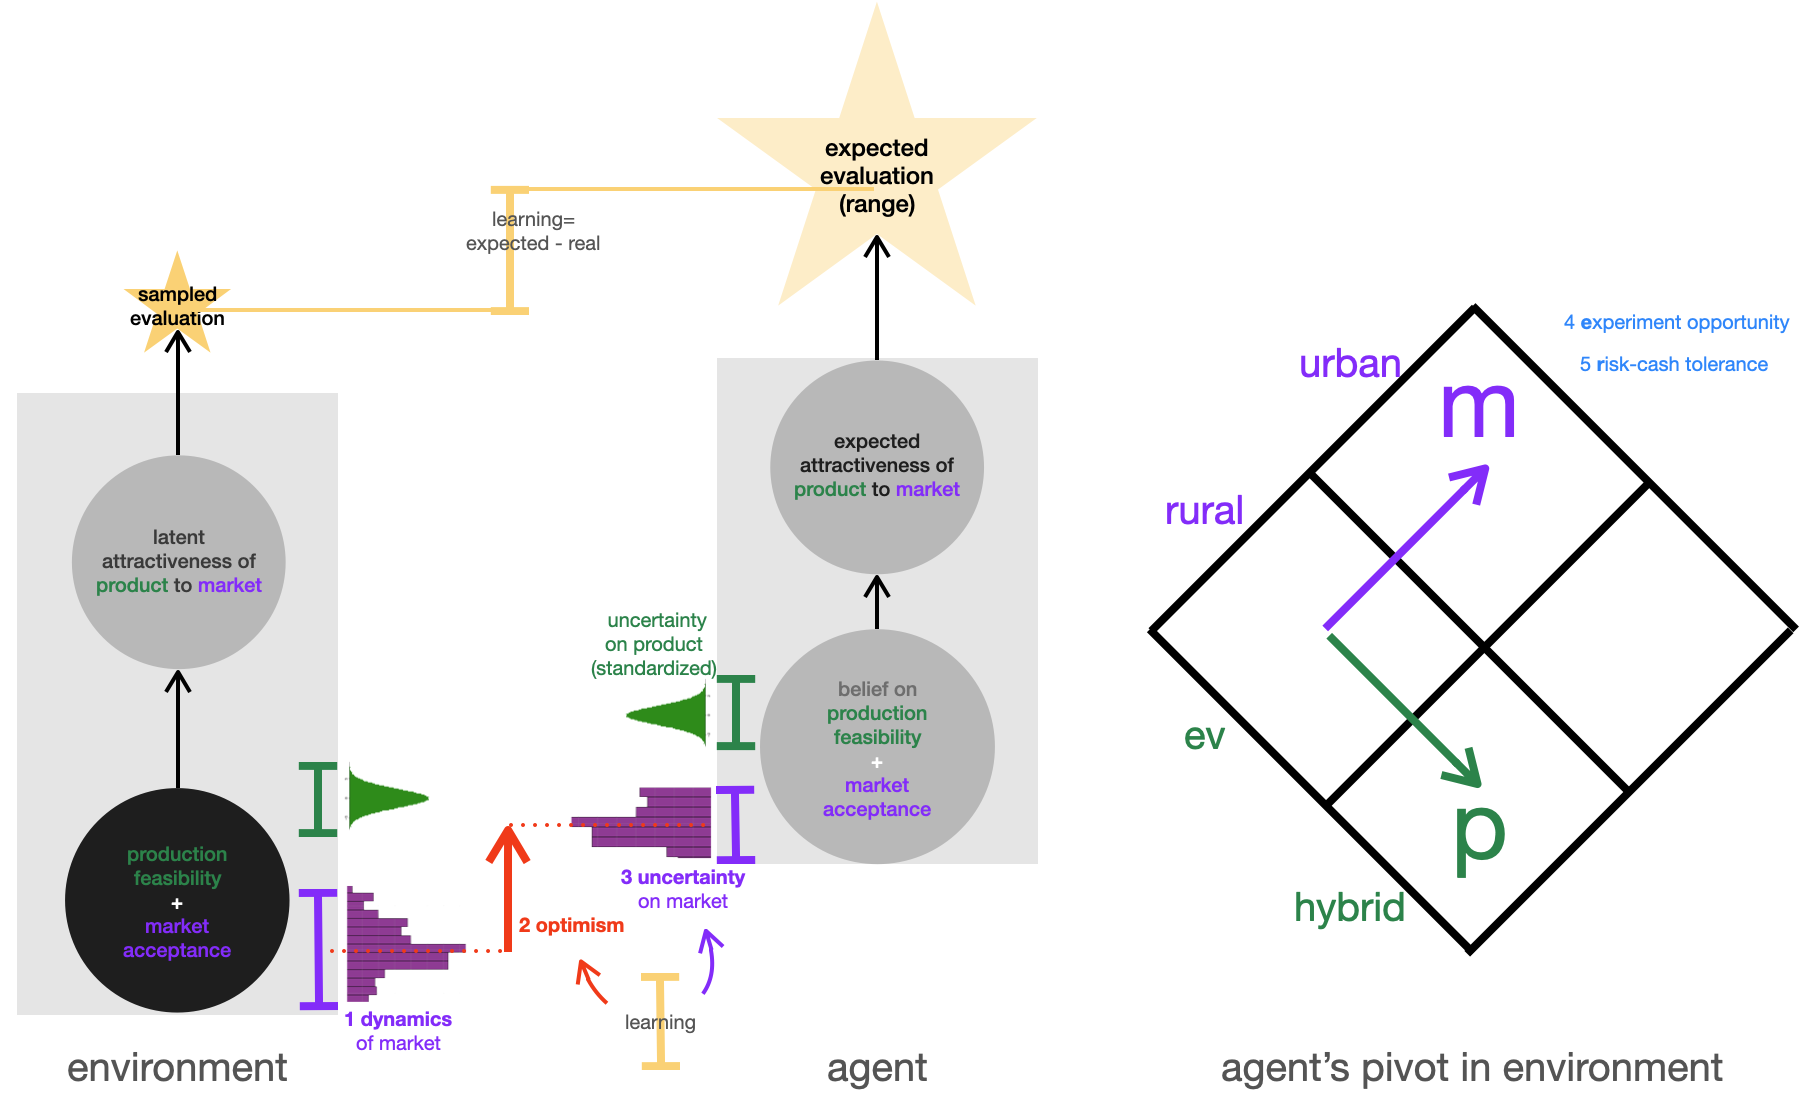 expected
evaluation
(range)
learning=
expected - real
sampled
evaluation
latent
attractiveness of
product to market
production
feasibility
+
market
acceptance
1 dynamics
of market
environment
expected
attractiveness of
product to market
uncertainty
on product
(standardized)
belief on
production
feasibility
+
market
acceptance
3 uncertainty
on market
2 optimism
learning
agent
4 experiment opportunity
5 risk-cash tolerance
urban
m
rural
ev
p
hybrid
agent’s pivot in environment